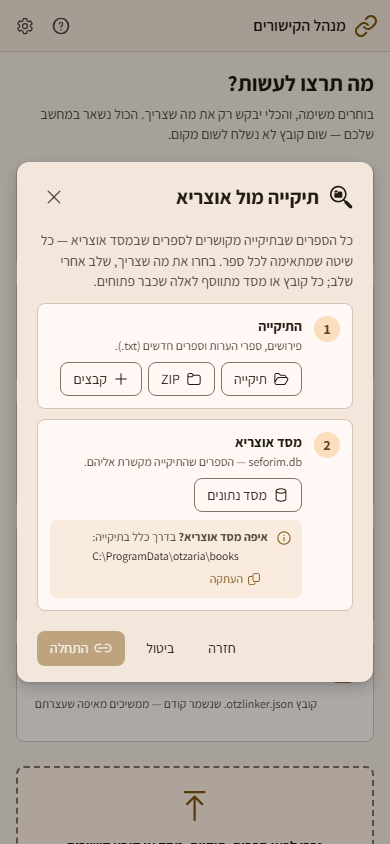 מנהל הקישורים
מה תרצו לעשות?
בוחרים משימה, והכלי יבקש רק את מה שצריך. הכול נשאר במחשב
שלכם — שום קובץ לא נשלח לשום מקום.
תיקייה מול אוצריא
כל הספרים שבתיקייה מקושרים לספרים שבמסד אוצריא — כל
שיטה שמתאימה לכל ספר. בחרו את מה שצריך, שלב אחרי
שלב; כל קובץ או מסד מתווסף לאלה שכבר פתוחים.
1
התיקייה
פירושים, ספרי הערות וספרים חדשים (txt.).
תיקייה
ZIP
קבצים
2
מסד אוצריא
seforim.db — הספרים שהתיקייה מקשרת אליהם.
מסד נתונים
איפה מסד אוצריא? בדרך כלל בתיקייה:
C:\ProgramData\otzaria\books
העתקה
חזרה
ביטול
התחלה
קובץ otzlinker.json. שנשמר קודם — ממשיכים מאיפה שעצרתם